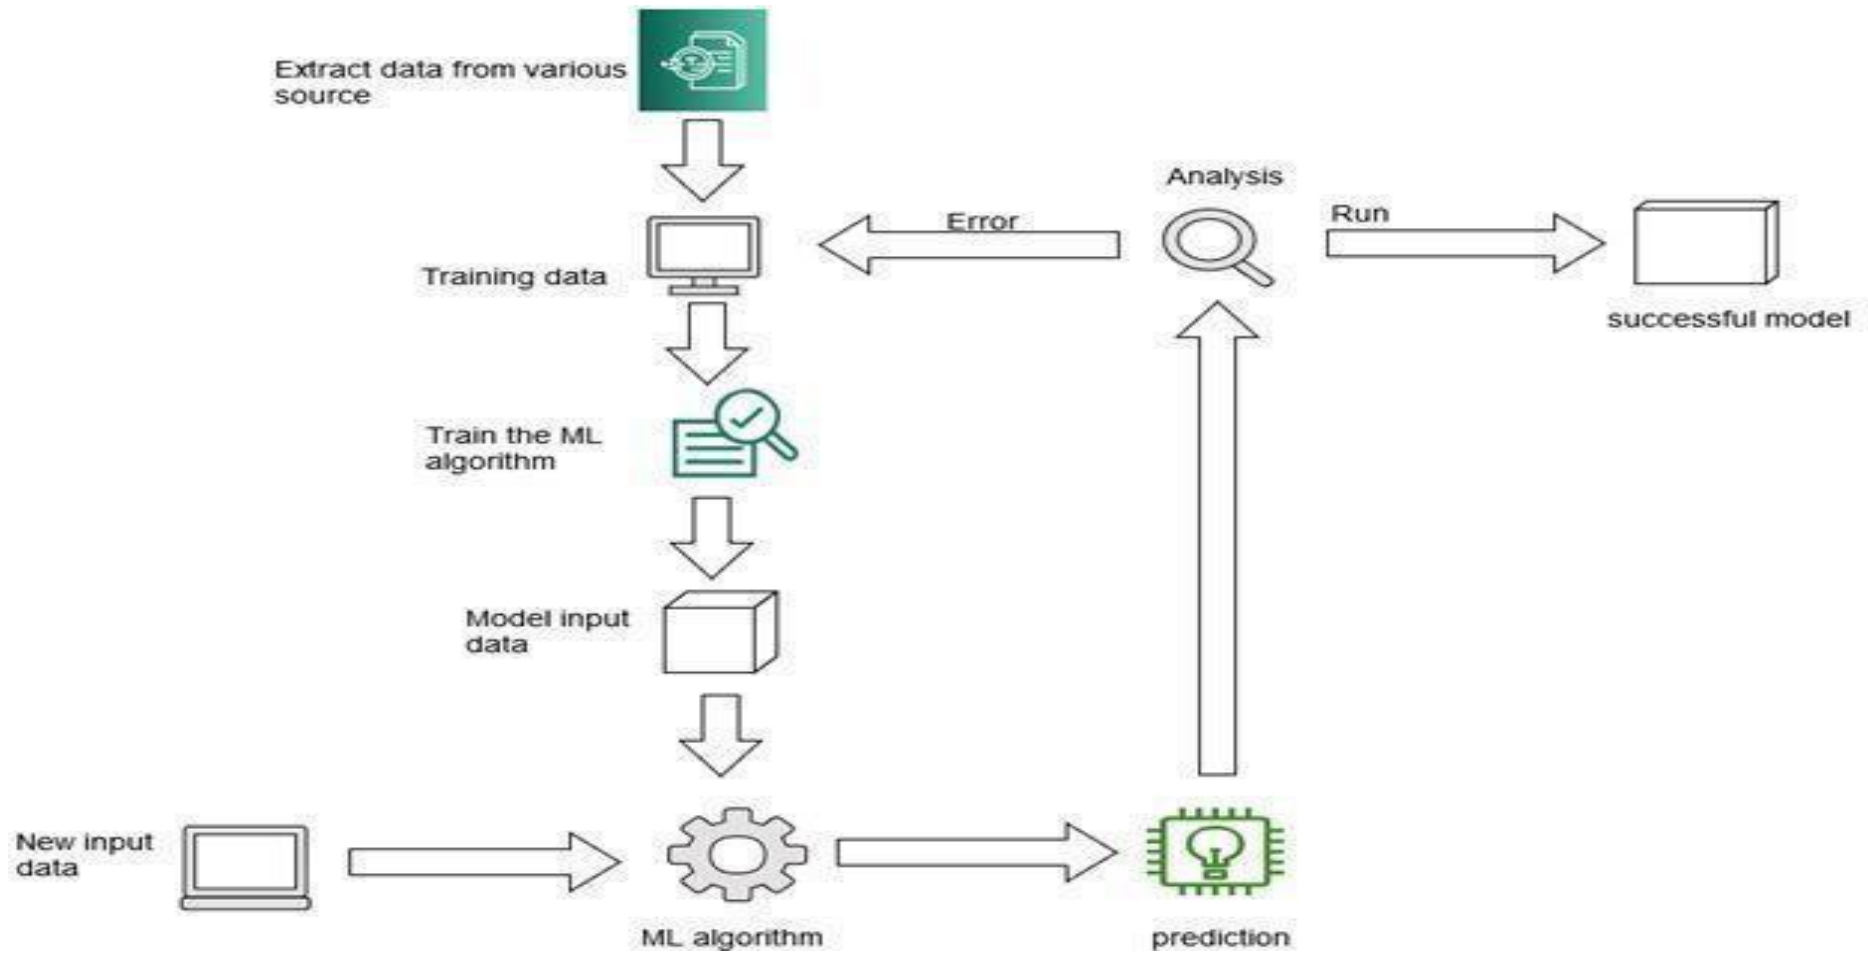 Extract data from various
source
Analysis
Error
Run
Training data
successful model
Train the ML
algorithm
Model input
data
New input
data
ML algorithm
prediction